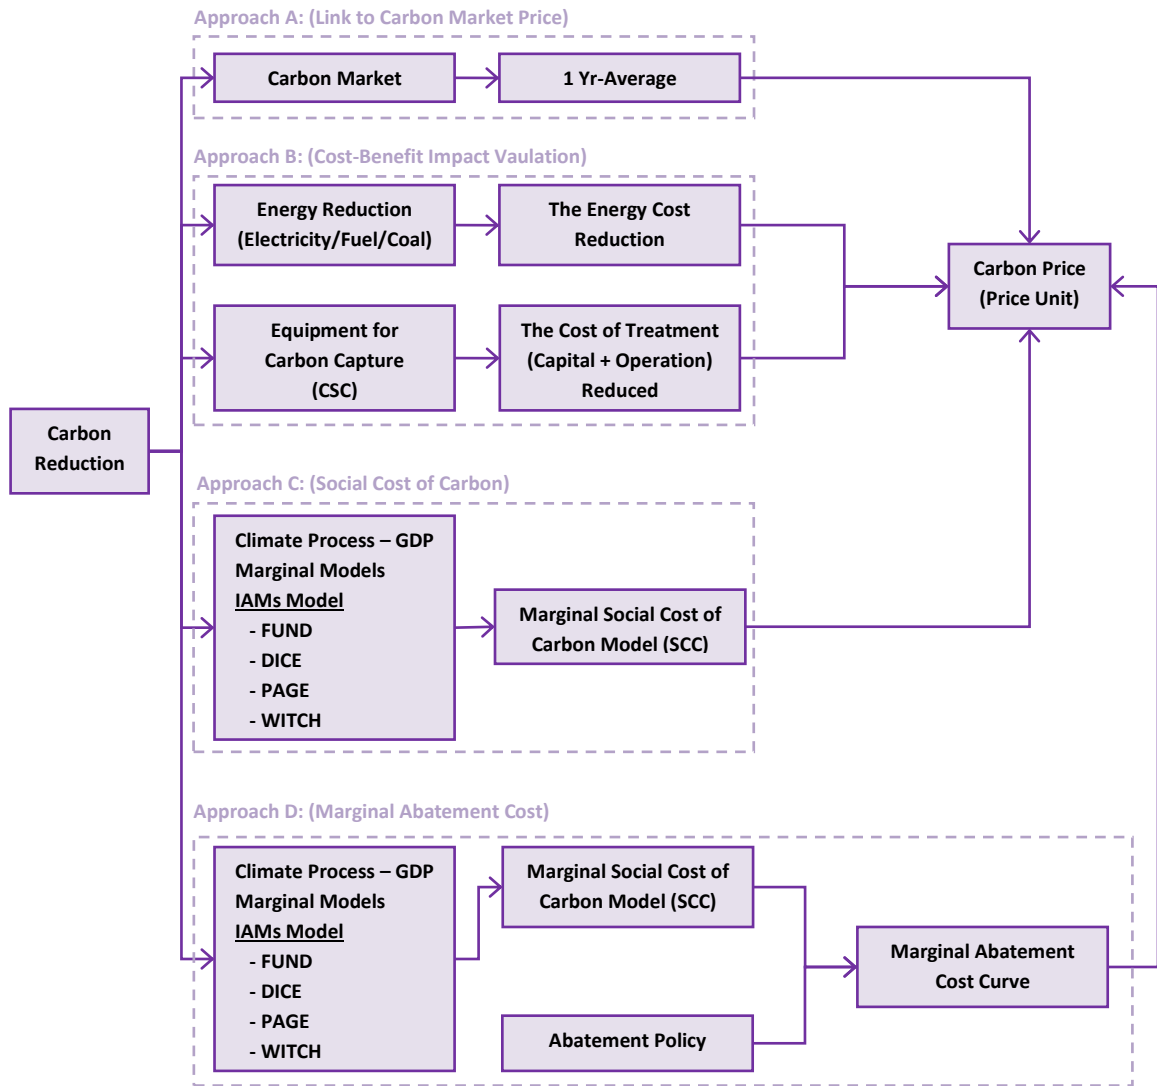 Approach A: (Link to Carbon Market Price)
Carbon Market
1 Yr-Average
Approach B: (Cost-Benefit Impact Vaulation)
Energy Reduction
(Electricity/Fuel/Coal)
The Energy Cost
Reduction
Carbon Price
(Price Unit)
Equipment for
Carbon Capture
(CSC)
The Cost of Treatment
(Capital + Operation)
Reduced
Carbon
Reduction
Approach C: (Social Cost of Carbon)
Climate Process – GDP
Marginal Models
IAMs Model
- FUND
- DICE
- PAGE
- WITCH
Marginal Social Cost of
Carbon Model (SCC)
Approach D: (Marginal Abatement Cost)
Climate Process – GDP
Marginal Models
IAMs Model
- FUND
- DICE
- PAGE
- WITCH
Marginal Social Cost of
Carbon Model (SCC)
Abatement Policy
Marginal Abatement
Cost Curve